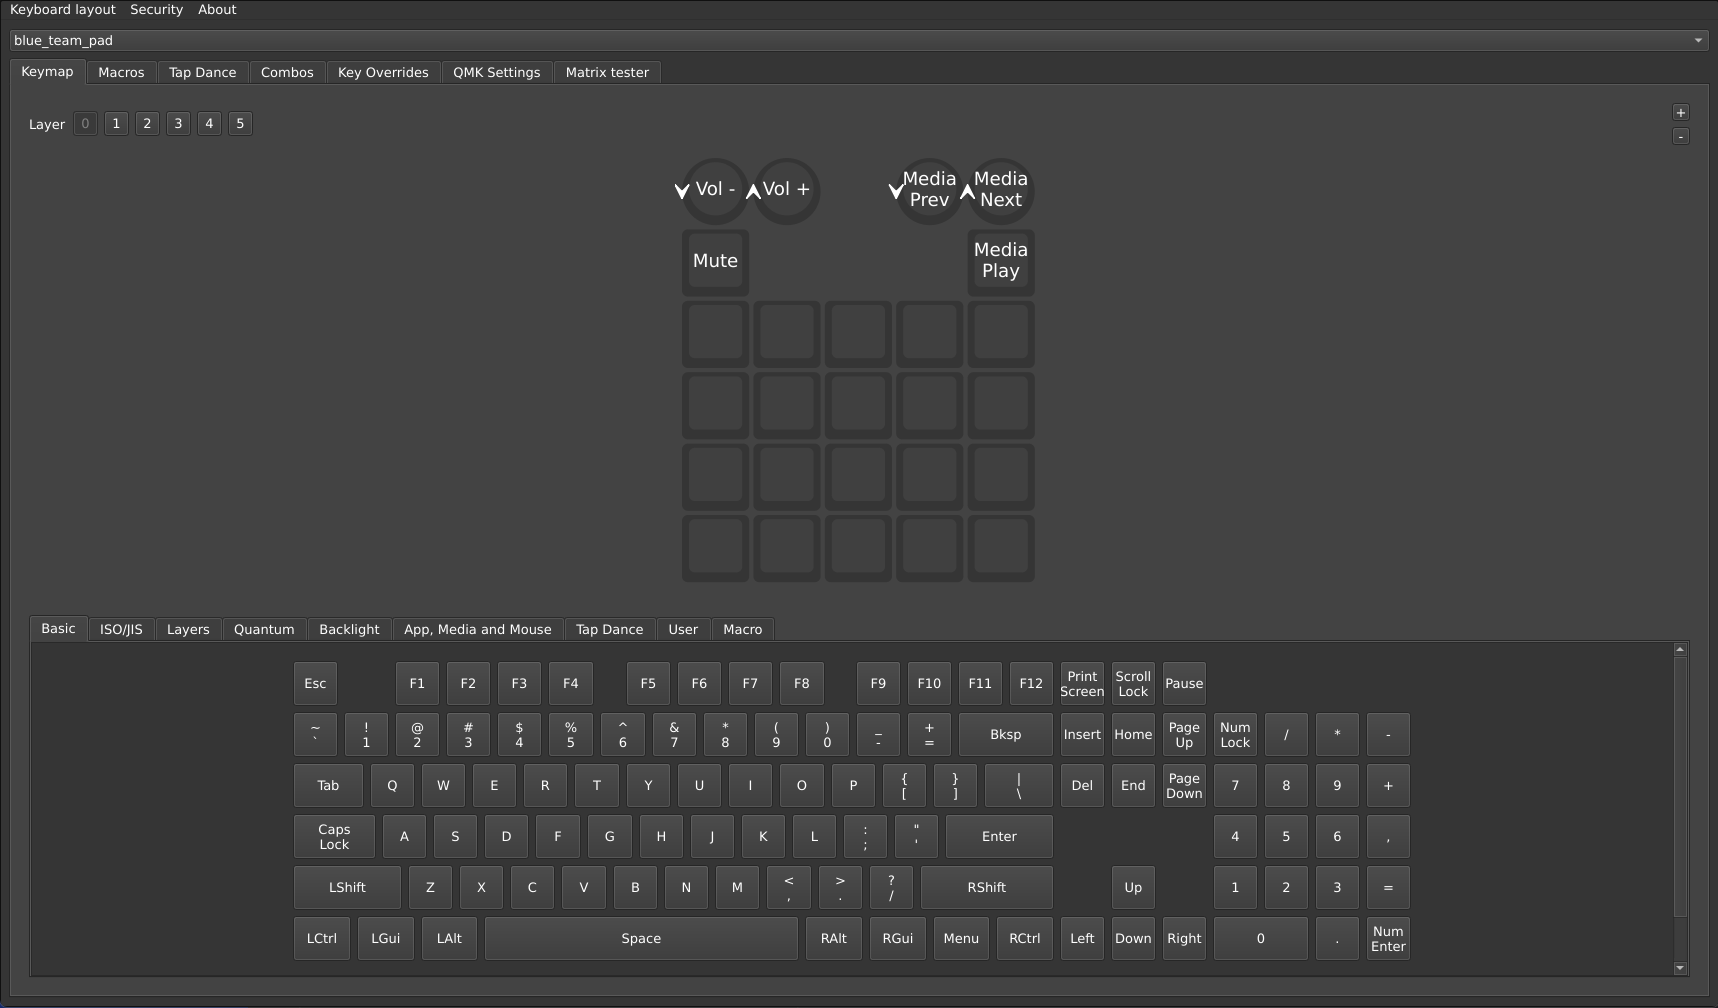 Keyboard layout Security About
blue_team_pad
Keymap Macros Tap Dance Combos Key Overrides QMK Settings Matrix tester
Layer 0 1 2 3 4 5
+
-
Vol - Vol + Media Prev Media Next
Mute Media Play
Basic ISO/JIS Layers Quantum Backlight App, Media and Mouse Tap Dance User Macro
Esc F1 F2 F3 F4 F5 F6 F7 F8 F9 F10 F11 F12 Print Screen Scroll Lock Pause
~ ` ! 1 @ 2 # 3 $ 4 % 5 ^ 6 & 7 * 8 ( 9 ) 0 _ - + = Bksp Insert Home Page Up Num Lock / * -
Tab Q W E R T Y U I O P { [ } ] | \ Del End Page Down 7 8 9 +
Caps Lock A S D F G H J K L : ; " ' Enter 4 5 6 ,
LShift Z X C V B N M < , > . ? / RShift Up 1 2 3 =
LCtrl LGui LAlt Space RAlt RGui Menu RCtrl Left Down Right 0 . Num Enter